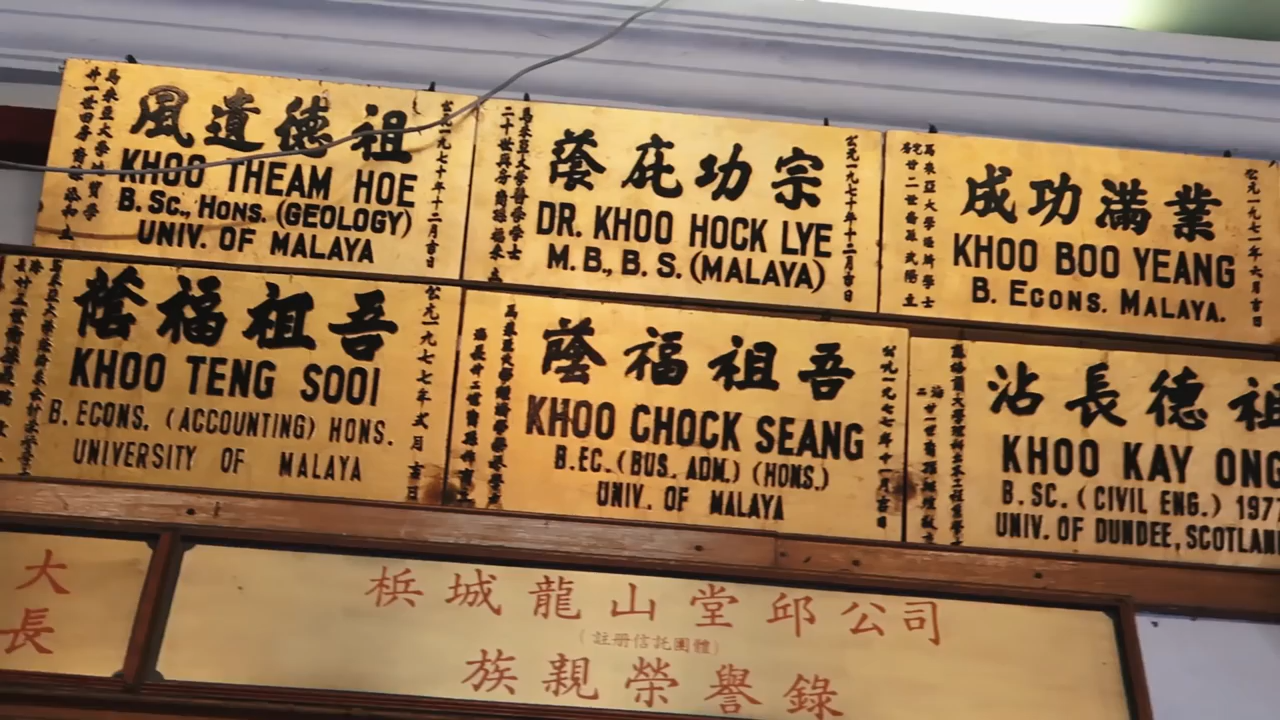 風遺德祖
KHOO THEAM HOE
B. Sc., HONS. (GEOLOGY)
UNIV. OF MALAYA
公元一九七十年十二月吉日
蔭庇功宗
DR. KHOO HOCK LYE
M. B., B. S. (MALAYA)
公元一九七十年十二月吉日
成功滿業
KHOO BOO YEANG
B. ECONS. MALAYA.
公元一九七一年六月吉日
蔭福祖吾
KHOO TENG SOOI
B. ECONS. (ACCOUNTING) HONS.
UNIVERSITY OF MALAYA
公元一九七七年弍月吉日
蔭福祖吾
KHOO CHOCK SEANG
B.EC. (BUS. ADM.) (HONS.)
UNIV. OF MALAYA
公元一九七七年十一月吉日
沾長德祖
KHOO KAY ONG
B. SC. (CIVIL ENG.) 197
UNIV. OF DUNDEE, SCOTLAN
大
長
梹城龍山堂邱公司
(註册信託團體)
族親榮譽錄